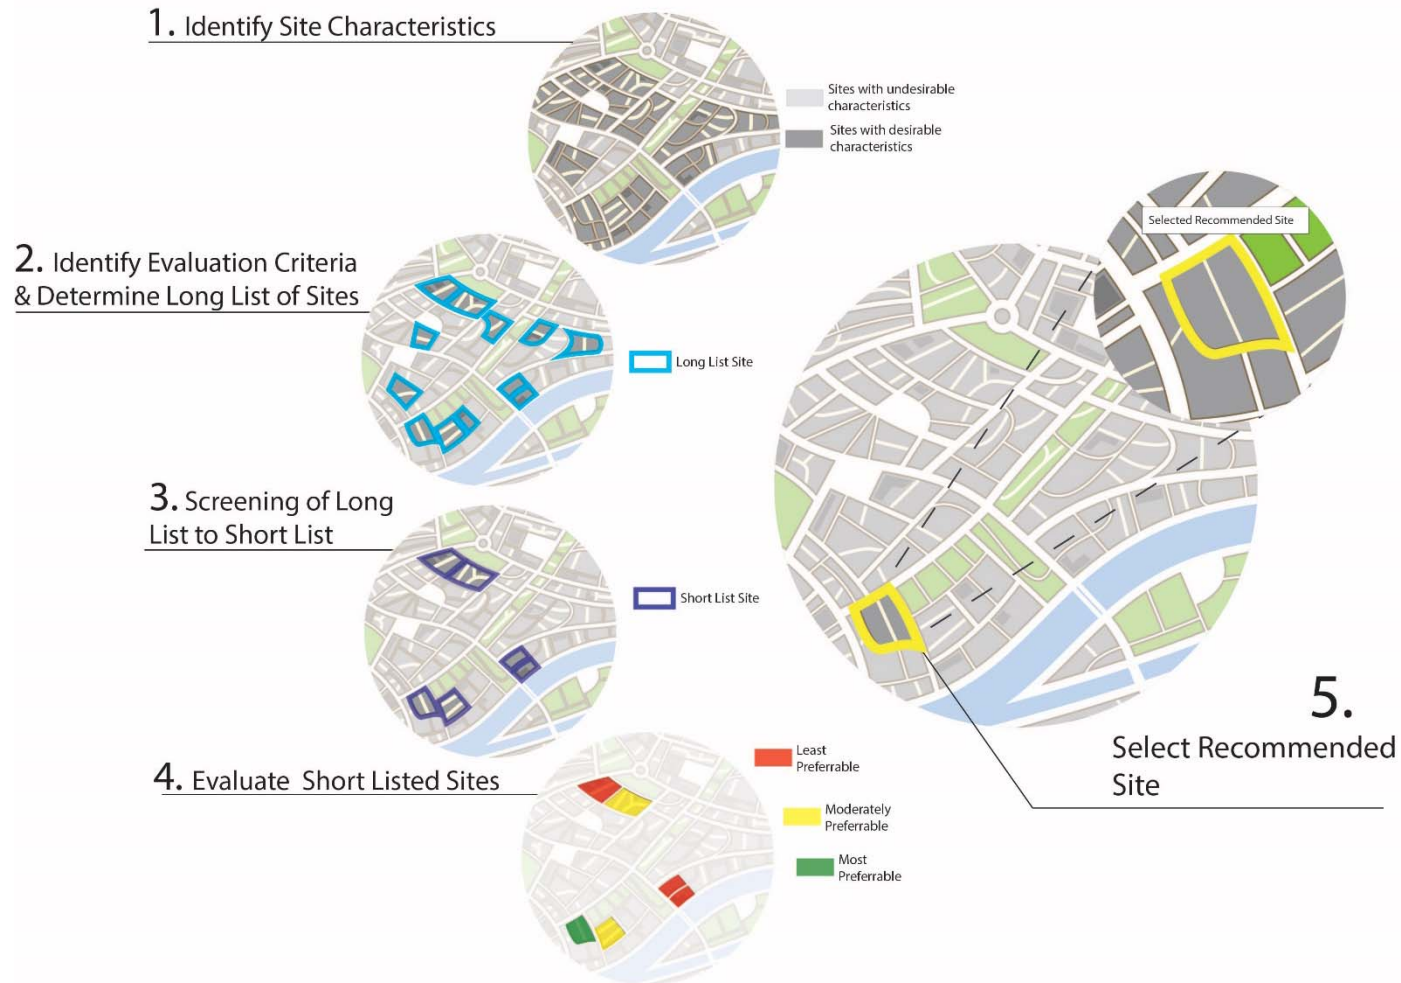 1. Identify Site Characteristics
Sites with undesirable
characteristics
Sites with desirable
characteristics
2. Identify Evaluation Criteria
& Determine Long List of Sites
Long List Site
3. Screening of Long
List to Short List
Short List Site
4. Evaluate Short Listed Sites
Least
Preferrable
Moderately
Preferrable
Most
Preferrable
Selected Recommended Site
5.
Select Recommended
Site